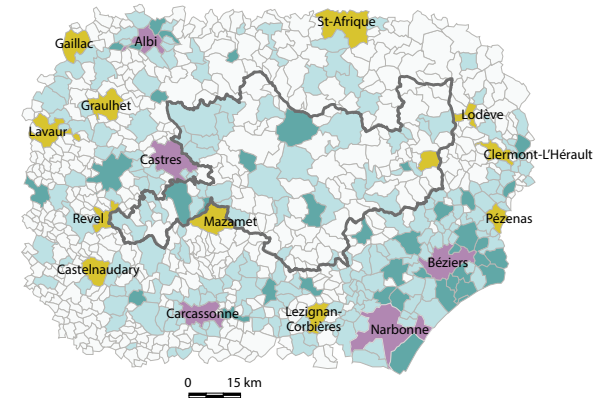 St-Afrique
Gaillac
Albi
Graulhet
Lodève
Lavaur
Clermont-L'Hérault
Castres
Revel
Mazamet
Pézenas
Béziers
Castelnaudary
Carcassonne
Lezignan-
Corbières
Narbonne
0 15 km